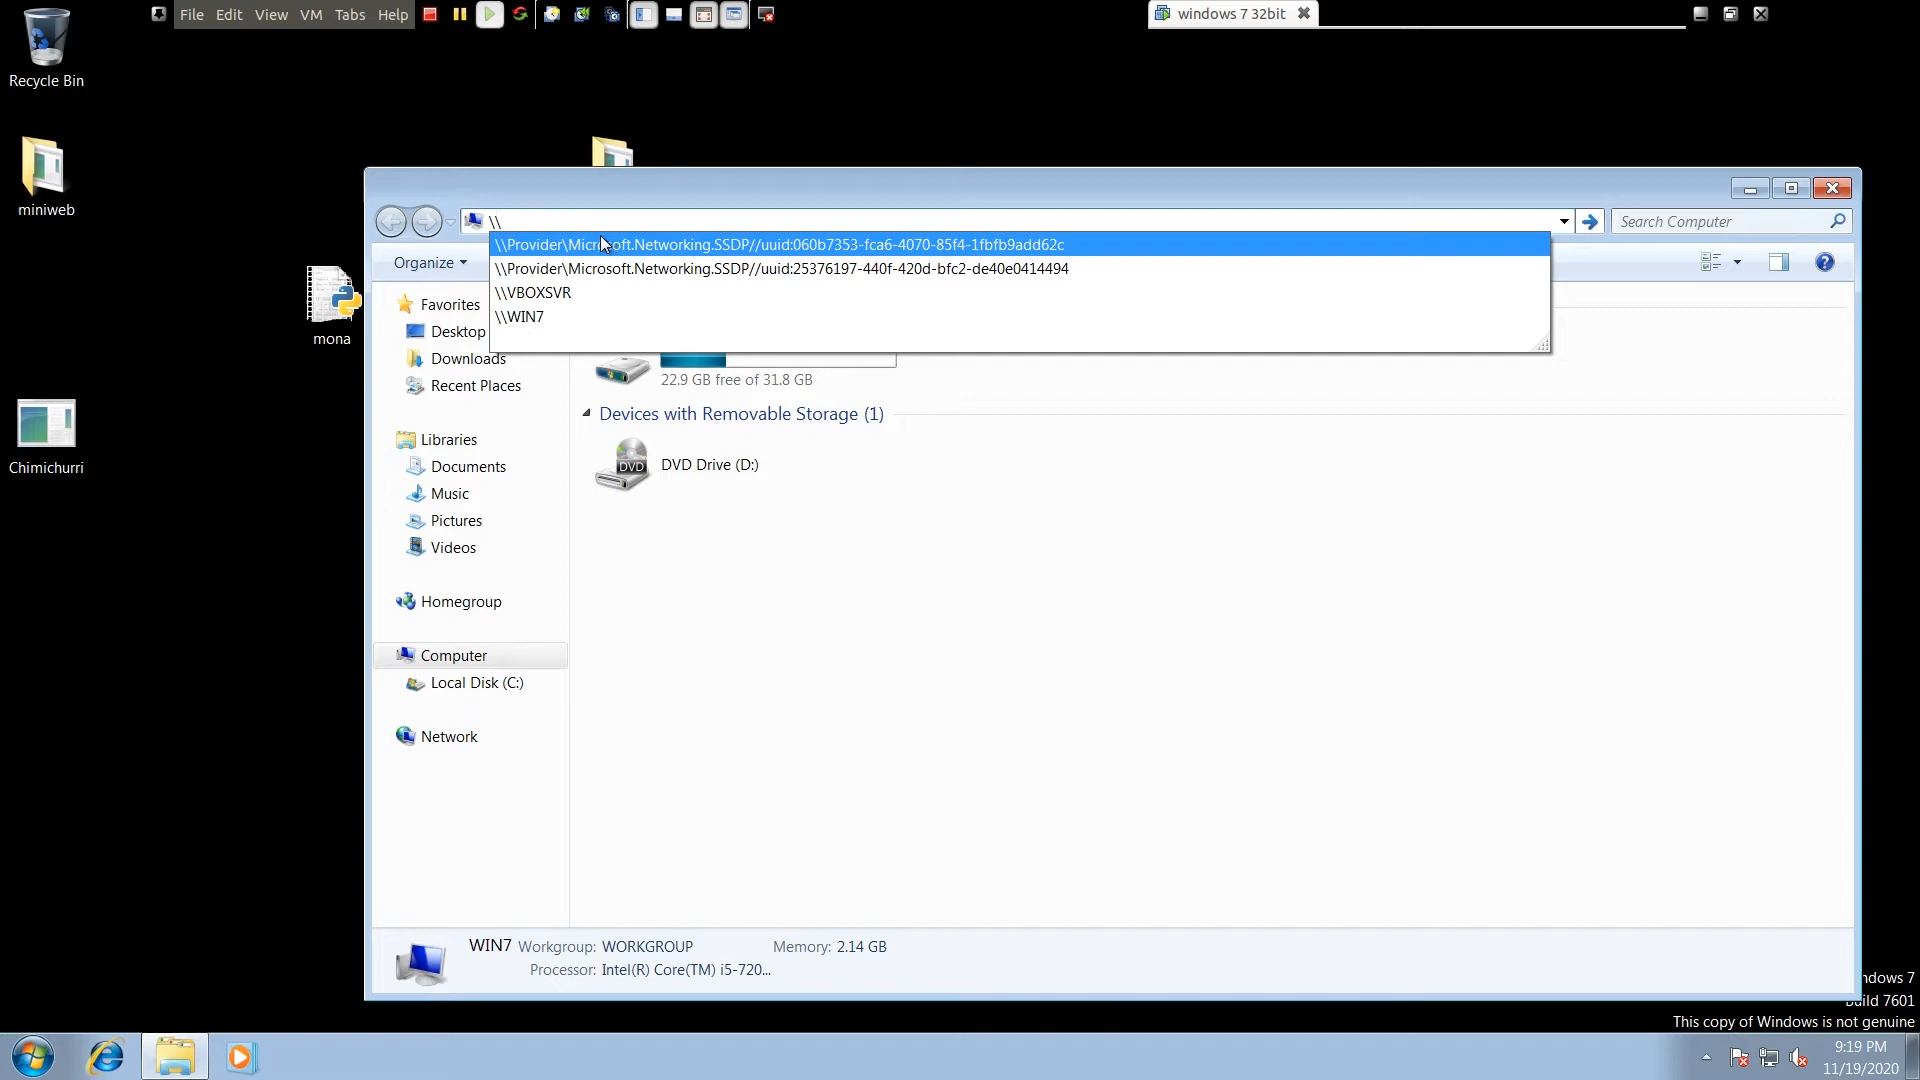 File Edit View VM Tabs Help
windows 7 32bit
Recycle Bin
miniweb
mona
Chimichurri
\\
Search Computer
\\Provider\Microsoft.Networking.SSDP//uuid:060b7353-fca6-4070-85f4-1fbfb9add62c
\\Provider\Microsoft.Networking.SSDP//uuid:25376197-440f-420d-bfc2-de40e0414494
\\VBOXSVR
\\WIN7
Organize
Favorites
Desktop
Downloads
Recent Places
Libraries
Documents
Music
Pictures
Videos
Homegroup
Computer
Local Disk (C:)
Network
22.9 GB free of 31.8 GB
Devices with Removable Storage (1)
DVD
DVD Drive (D:)
WIN7 Workgroup: WORKGROUP Memory: 2.14 GB
Processor: Intel(R) Core(TM) i5-720...
ndows 7
uild 7601
This copy of Windows is not genuine
9:19 PM
11/19/2020